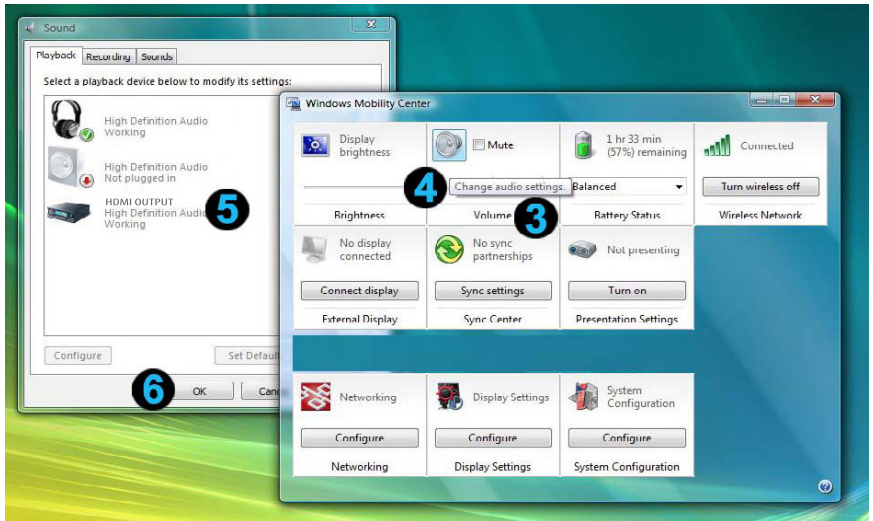 Sound
Playback Recording Sounds
Select a playback device below to modify its settings:
High Definition Audio
Working
High Definition Audio
Not plugged in
HDMI OUTPUT
High Definition Audio
Working
5
Configure
Set Default
6
OK
Windows Mobility Center
Display
brightness
Brightness
Mute
4
Change audio settings.
Volume
3
1 hr 33 min
(57%) remaining
Balanced
Battery Status
Connected
Turn wireless off
Wireless Network
No display
connected
Connect display
External Display
No sync
partnerships
Sync settings
Sync Center
Not presenting
Turn on
Presentation Settings
Networking
Configure
Networking
Display Settings
Configure
Display Settings
System
Configuration
Configure
System Configuration